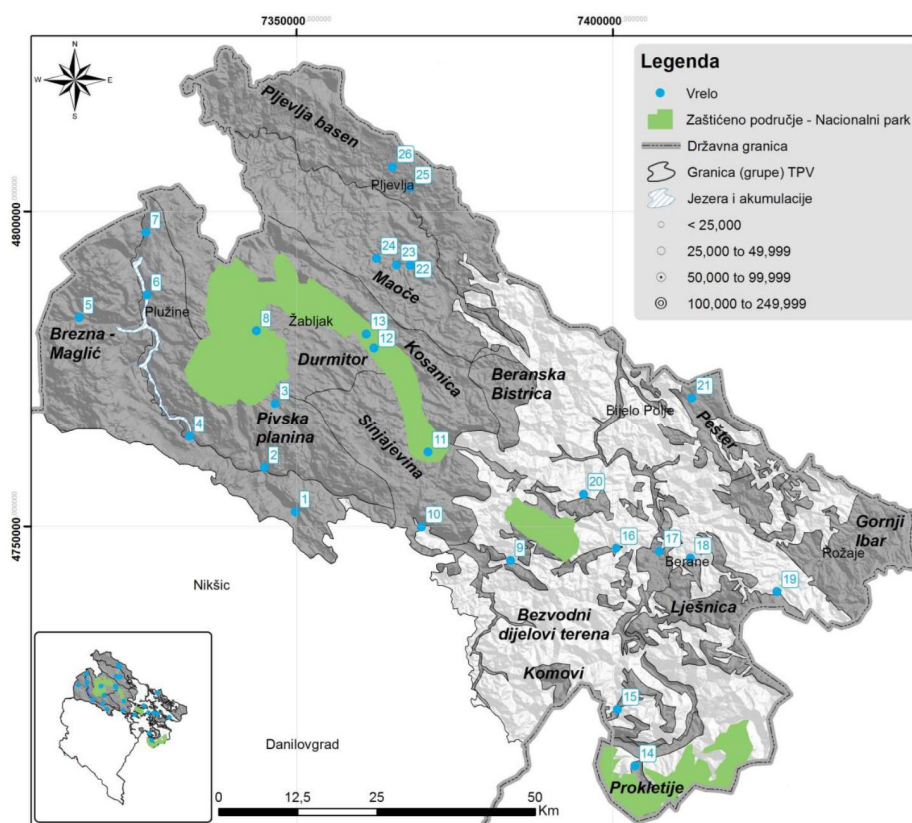 7350000,000000
7400000,000000
N
W
E
S
Legenda
Vrelo
Zaštićeno područje - Nacionalni park
Državna granica
Granica (grupe) TPV
Jezera i akumulacije
< 25,000
25,000 to 49,999
50,000 to 99,999
100,000 to 249,999
Pljevlja basen
26
25
Pljevlja
4800000,000000
7
24
23
22
Maoče
6
5
Plužine
Brezna -
Maglić
8
Žabljak
13
12
Durmitor
Kosanica
Beranska
Bistrica
21
Bijelo Polje
Pešter
3
Pivska
planina
4
Sinjajevina
11
2
1
20
10
4750000,000000
Gornji
Ibar
Rožaje
9
16
17
18
Berane
19
Nikšic
Lješnica
Bezvodni
dijelovi terena
Komovi
15
Danilovgrad
14
Prokletije
0
12,5
25
50
Km